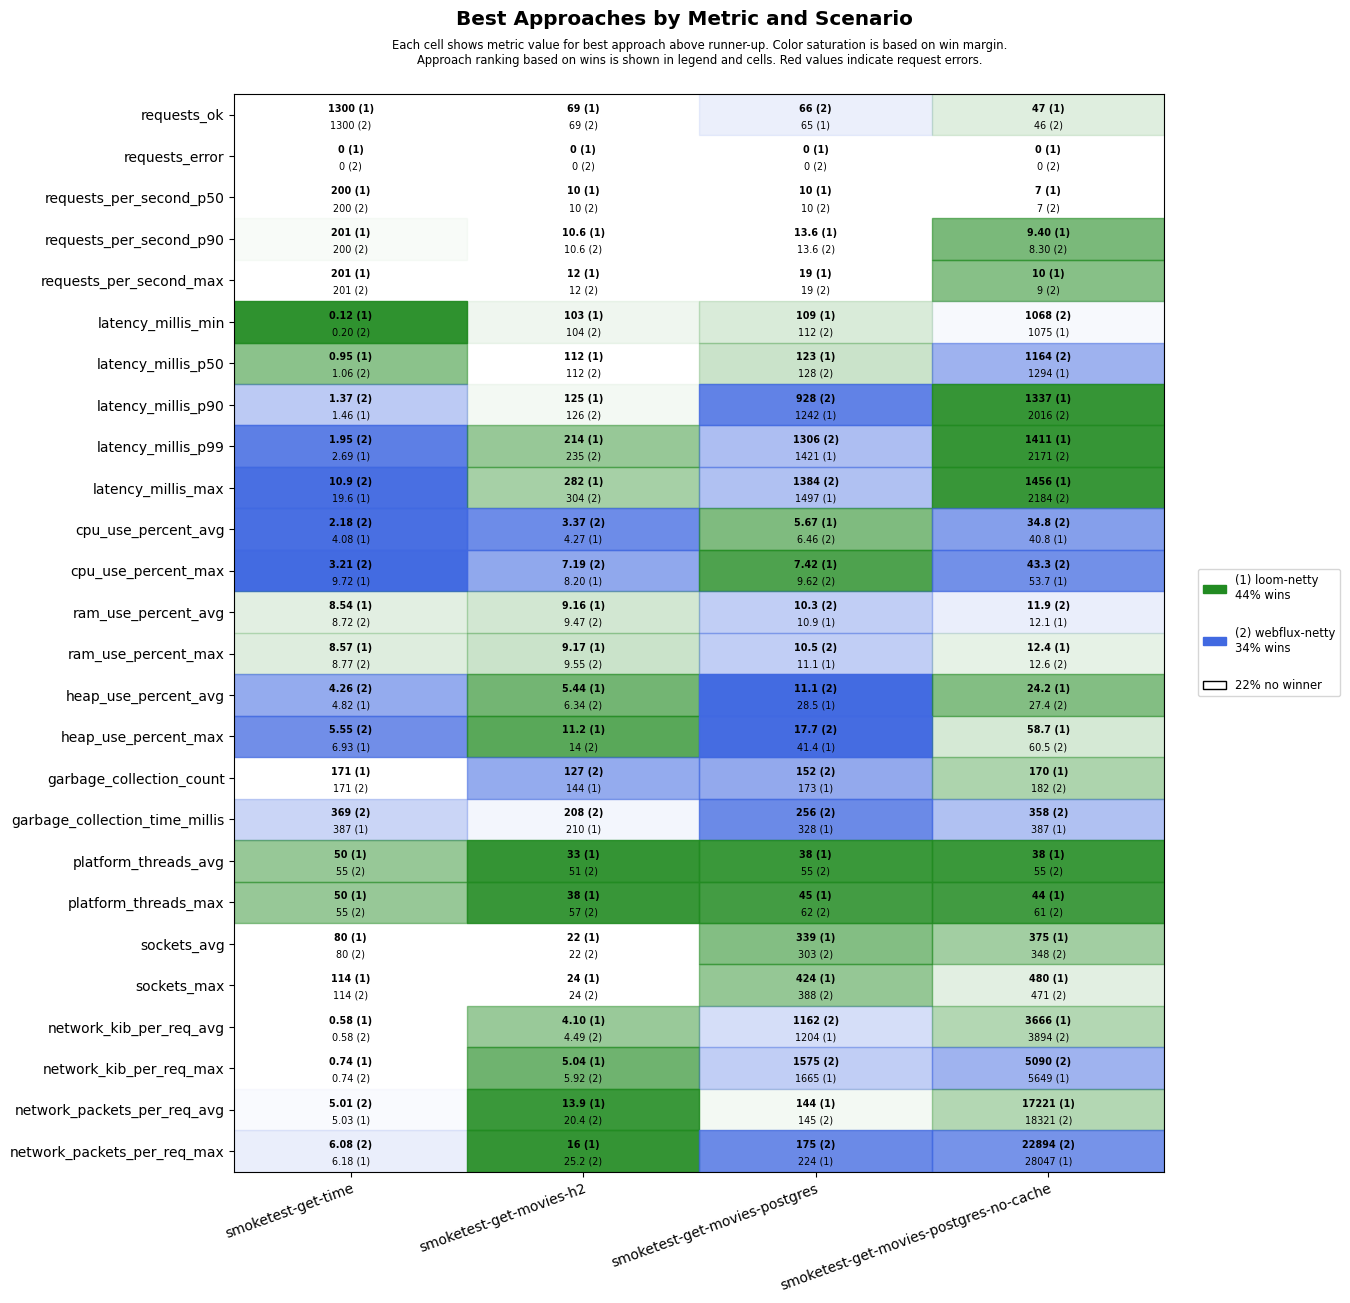 Best Approaches by Metric and Scenario
Each cell shows metric value for best approach above runner-up. Color saturation is based on win margin.
Approach ranking based on wins is shown in legend and cells. Red values indicate request errors.
requests_ok
1300 (1) 69 (1) 66 (2) 47 (1)
1300 (2) 69 (2) 65 (1) 46 (2)
requests_error
0 (1) 0 (1) 0 (1) 0 (1)
0 (2) 0 (2) 0 (2) 0 (2)
requests_per_second_p50
200 (1) 10 (1) 10 (1) 7 (1)
200 (2) 10 (2) 10 (2) 7 (2)
requests_per_second_p90
201 (1) 10.6 (1) 13.6 (1) 9.40 (1)
200 (2) 10.6 (2) 13.6 (2) 8.30 (2)
requests_per_second_max
201 (1) 12 (1) 19 (1) 10 (1)
201 (2) 12 (2) 19 (2) 9 (2)
latency_millis_min
0.12 (1) 103 (1) 109 (1) 1068 (2)
0.20 (2) 104 (2) 112 (2) 1075 (1)
latency_millis_p50
0.95 (1) 112 (1) 123 (1) 1164 (2)
1.06 (2) 112 (2) 128 (2) 1294 (1)
latency_millis_p90
1.37 (2) 125 (1) 928 (2) 1337 (1)
1.46 (1) 126 (2) 1242 (1) 2016 (2)
latency_millis_p99
1.95 (2) 214 (1) 1306 (2) 1411 (1)
2.69 (1) 235 (2) 1421 (1) 2171 (2)
latency_millis_max
10.9 (2) 282 (1) 1384 (2) 1456 (1)
19.6 (1) 304 (2) 1497 (1) 2184 (2)
cpu_use_percent_avg
2.18 (2) 3.37 (2) 5.67 (1) 34.8 (2)
4.08 (1) 4.27 (1) 6.46 (2) 40.8 (1)
cpu_use_percent_max
3.21 (2) 7.19 (2) 7.42 (1) 43.3 (2)
9.72 (1) 8.20 (1) 9.62 (2) 53.7 (1)
ram_use_percent_avg
8.54 (1) 9.16 (1) 10.3 (2) 11.9 (2)
8.72 (2) 9.47 (2) 10.9 (1) 12.1 (1)
ram_use_percent_max
8.57 (1) 9.17 (1) 10.5 (2) 12.4 (1)
8.77 (2) 9.55 (2) 11.1 (1) 12.6 (2)
heap_use_percent_avg
4.26 (2) 5.44 (1) 11.1 (2) 24.2 (1)
4.82 (1) 6.34 (2) 28.5 (1) 27.4 (2)
heap_use_percent_max
5.55 (2) 11.2 (1) 17.7 (2) 58.7 (1)
6.93 (1) 14 (2) 41.4 (1) 60.5 (2)
garbage_collection_count
171 (1) 127 (2) 152 (2) 170 (1)
171 (2) 144 (1) 173 (1) 182 (2)
garbage_collection_time_millis
369 (2) 208 (2) 256 (2) 358 (2)
387 (1) 210 (1) 328 (1) 387 (1)
platform_threads_avg
50 (1) 33 (1) 38 (1) 38 (1)
55 (2) 51 (2) 55 (2) 55 (2)
platform_threads_max
50 (1) 38 (1) 45 (1) 44 (1)
55 (2) 57 (2) 62 (2) 61 (2)
sockets_avg
80 (1) 22 (1) 339 (1) 375 (1)
80 (2) 22 (2) 303 (2) 348 (2)
sockets_max
114 (1) 24 (1) 424 (1) 480 (1)
114 (2) 24 (2) 388 (2) 471 (2)
network_kib_per_req_avg
0.58 (1) 4.10 (1) 1162 (2) 3666 (1)
0.58 (2) 4.49 (2) 1204 (1) 3894 (2)
network_kib_per_req_max
0.74 (1) 5.04 (1) 1575 (2) 5090 (2)
0.74 (2) 5.92 (2) 1665 (1) 5649 (1)
network_packets_per_req_avg
5.01 (2) 13.9 (1) 144 (1) 17221 (1)
5.03 (1) 20.4 (2) 145 (2) 18321 (2)
network_packets_per_req_max
6.08 (2) 16 (1) 175 (2) 22894 (2)
6.18 (1) 25.2 (2) 224 (1) 28047 (1)
smoketest-get-time
smoketest-get-movies-h2
smoketest-get-movies-postgres
smoketest-get-movies-postgres-no-cache
(1) loom-netty
44% wins
(2) webflux-netty
34% wins
22% no winner